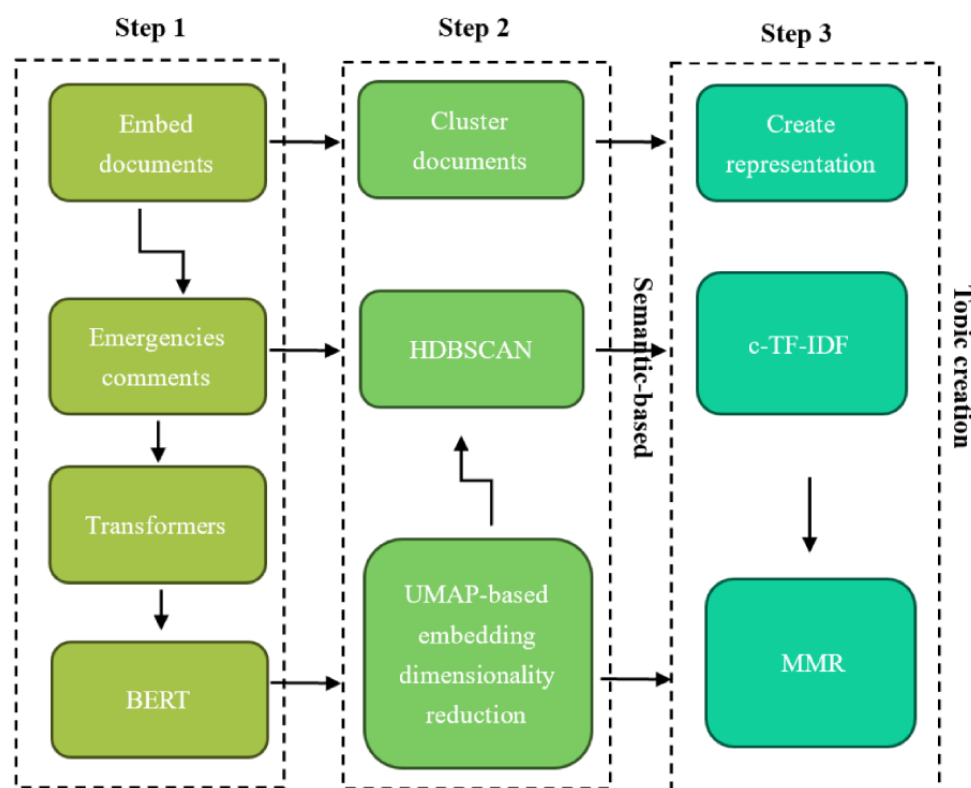 Step 1
Step 2
Step 3
Embed
documents
Cluster
documents
Create
representation
Emergencies
comments
HDBSCAN
Semantic-based
c-TF-IDF
Topic creation
Transformers
UMAP-based
embedding
dimensionality
reduction
BERT
MMR